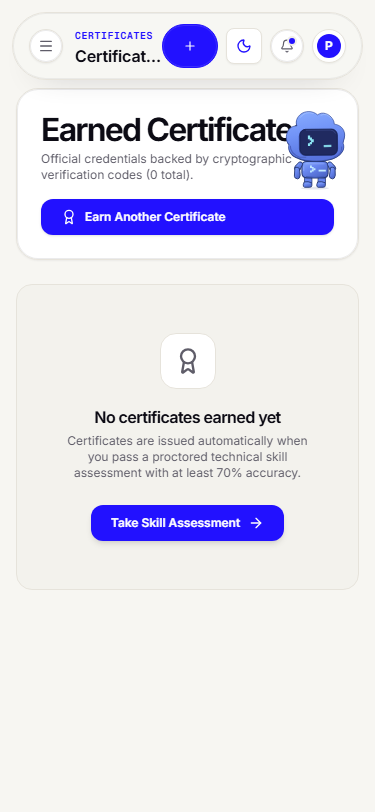 CERTIFICATES
Certificat...
P
Earned Certificate
Official credentials backed by cryptographic
verification codes (0 total).
Earn Another Certificate
No certificates earned yet
Certificates are issued automatically when
you pass a proctored technical skill
assessment with at least 70% accuracy.
Take Skill Assessment